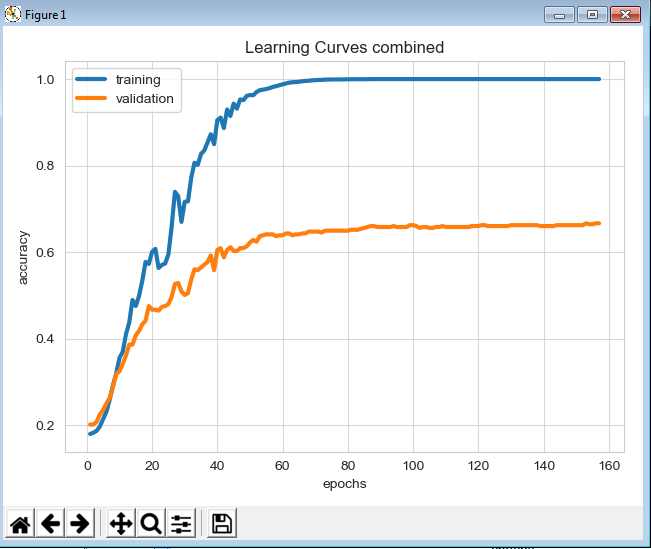 Figure 1
Learning Curves combined
training
validation
accuracy
1.0
0.8
0.6
0.4
0.2
0 20 40 60 80 100 120 140 160
epochs